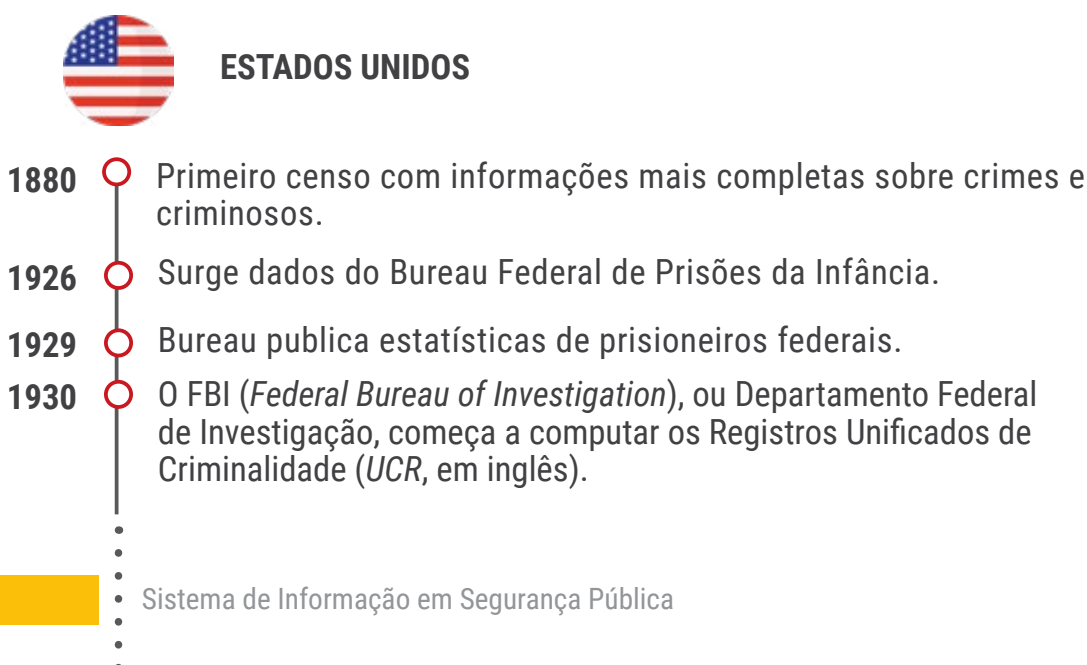 ESTADOS UNIDOS
1880 Primeiro censo com informações mais completas sobre crimes e
criminosos.
1926 Surge dados do Bureau Federal de Prisões da Infância.
1929 Bureau publica estatísticas de prisioneiros federais.
1930 O FBI (Federal Bureau of Investigation), ou Departamento Federal
de Investigação, começa a computar os Registros Unificados de
Criminalidade (UCR, em inglês).
Sistema de Informação em Segurança Pública